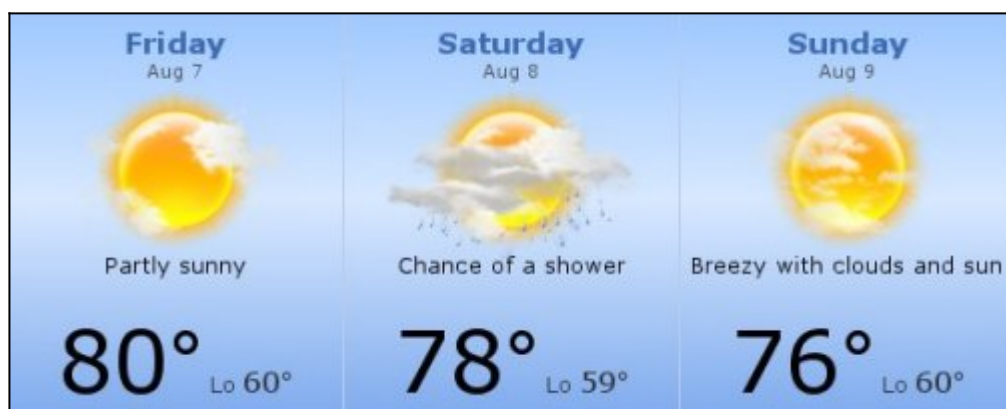 Friday
Aug 7
Partly sunny
80° Lo 60°
Saturday
Aug 8
Chance of a shower
78° Lo 59°
Sunday
Aug 9
Breezy with clouds and sun
76° Lo 60°